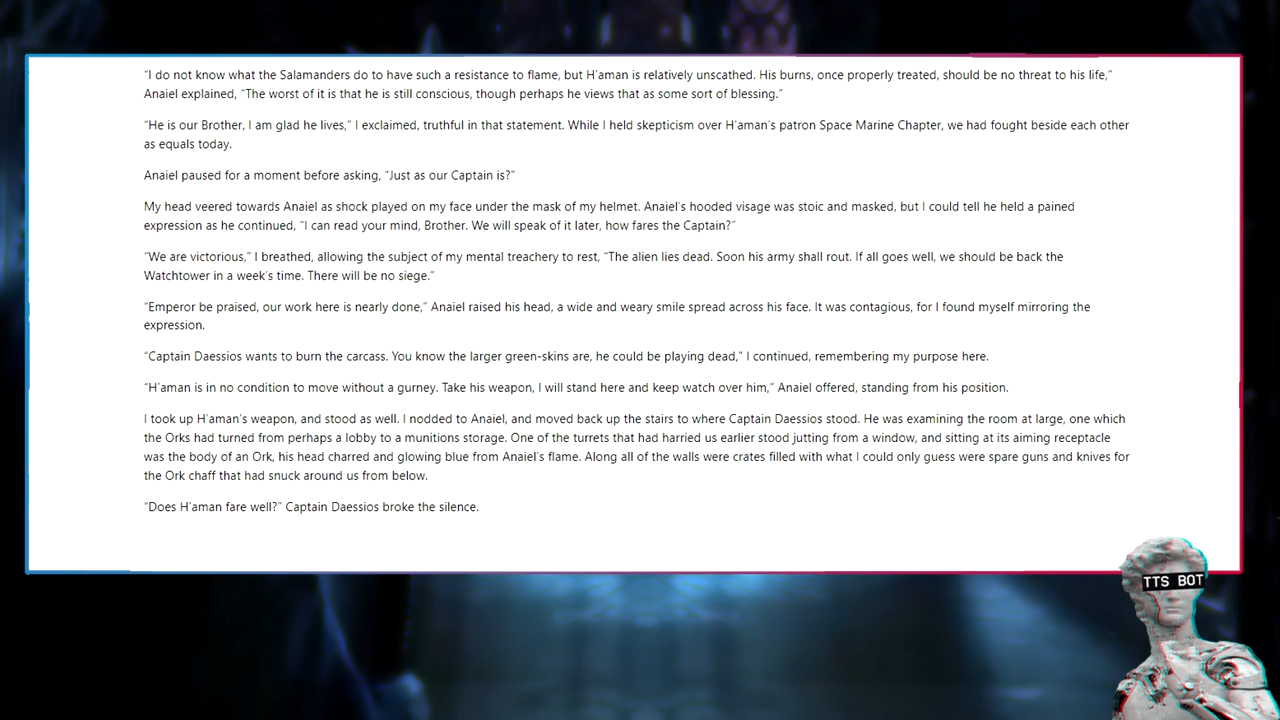 “I do not know what the Salamanders do to have such a resistance to flame, but H’aman is relatively unscathed. His burns, once properly treated, should be no threat to his life,”
Anaiel explained, “The worst of it is that he is still conscious, though perhaps he views that as some sort of blessing.”
“He is our Brother, I am glad he lives,” I exclaimed, truthful in that statement. While I held skepticism over H’aman’s patron Space Marine Chapter, we had fought beside each other
as equals today.
Anaiel paused for a moment before asking, “Just as our Captain is?”
My head veered towards Anaiel as shock played on my face under the mask of my helmet. Anaiel’s hooded visage was stoic and masked, but I could tell he held a pained
expression as he continued, “I can read your mind, Brother. We will speak of it later, how fares the Captain?”
“We are victorious,” I breathed, allowing the subject of my mental treachery to rest, “The alien lies dead. Soon his army shall rout. If all goes well, we should be back the
Watchtower in a week’s time. There will be no siege.”
“Emperor be praised, our work here is nearly done,” Anaiel raised his head, a wide and weary smile spread across his face. It was contagious, for I found myself mirroring the
expression.
“Captain Daessios wants to burn the carcass. You know the larger green-skins are, he could be playing dead,” I continued, remembering my purpose here.
“H’aman is in no condition to move without a gurney. Take his weapon, I will stand here and keep watch over him,” Anaiel offered, standing from his position.
I took up H’aman’s weapon, and stood as well. I nodded to Anaiel, and moved back up the stairs to where Captain Daessios stood. He was examining the room at large, one which
the Orks had turned from perhaps a lobby to a munitions storage. One of the turrets that had harried us earlier stood jutting from a window, and sitting at its aiming receptacle
was the body of an Ork, his head charred and glowing blue from Anaiel’s flame. Along all of the walls were crates filled with what I could only guess were spare guns and knives for
the Ork chaff that had snuck around us from below.
“Does H’aman fare well?” Captain Daessios broke the silence.
TTS BOT